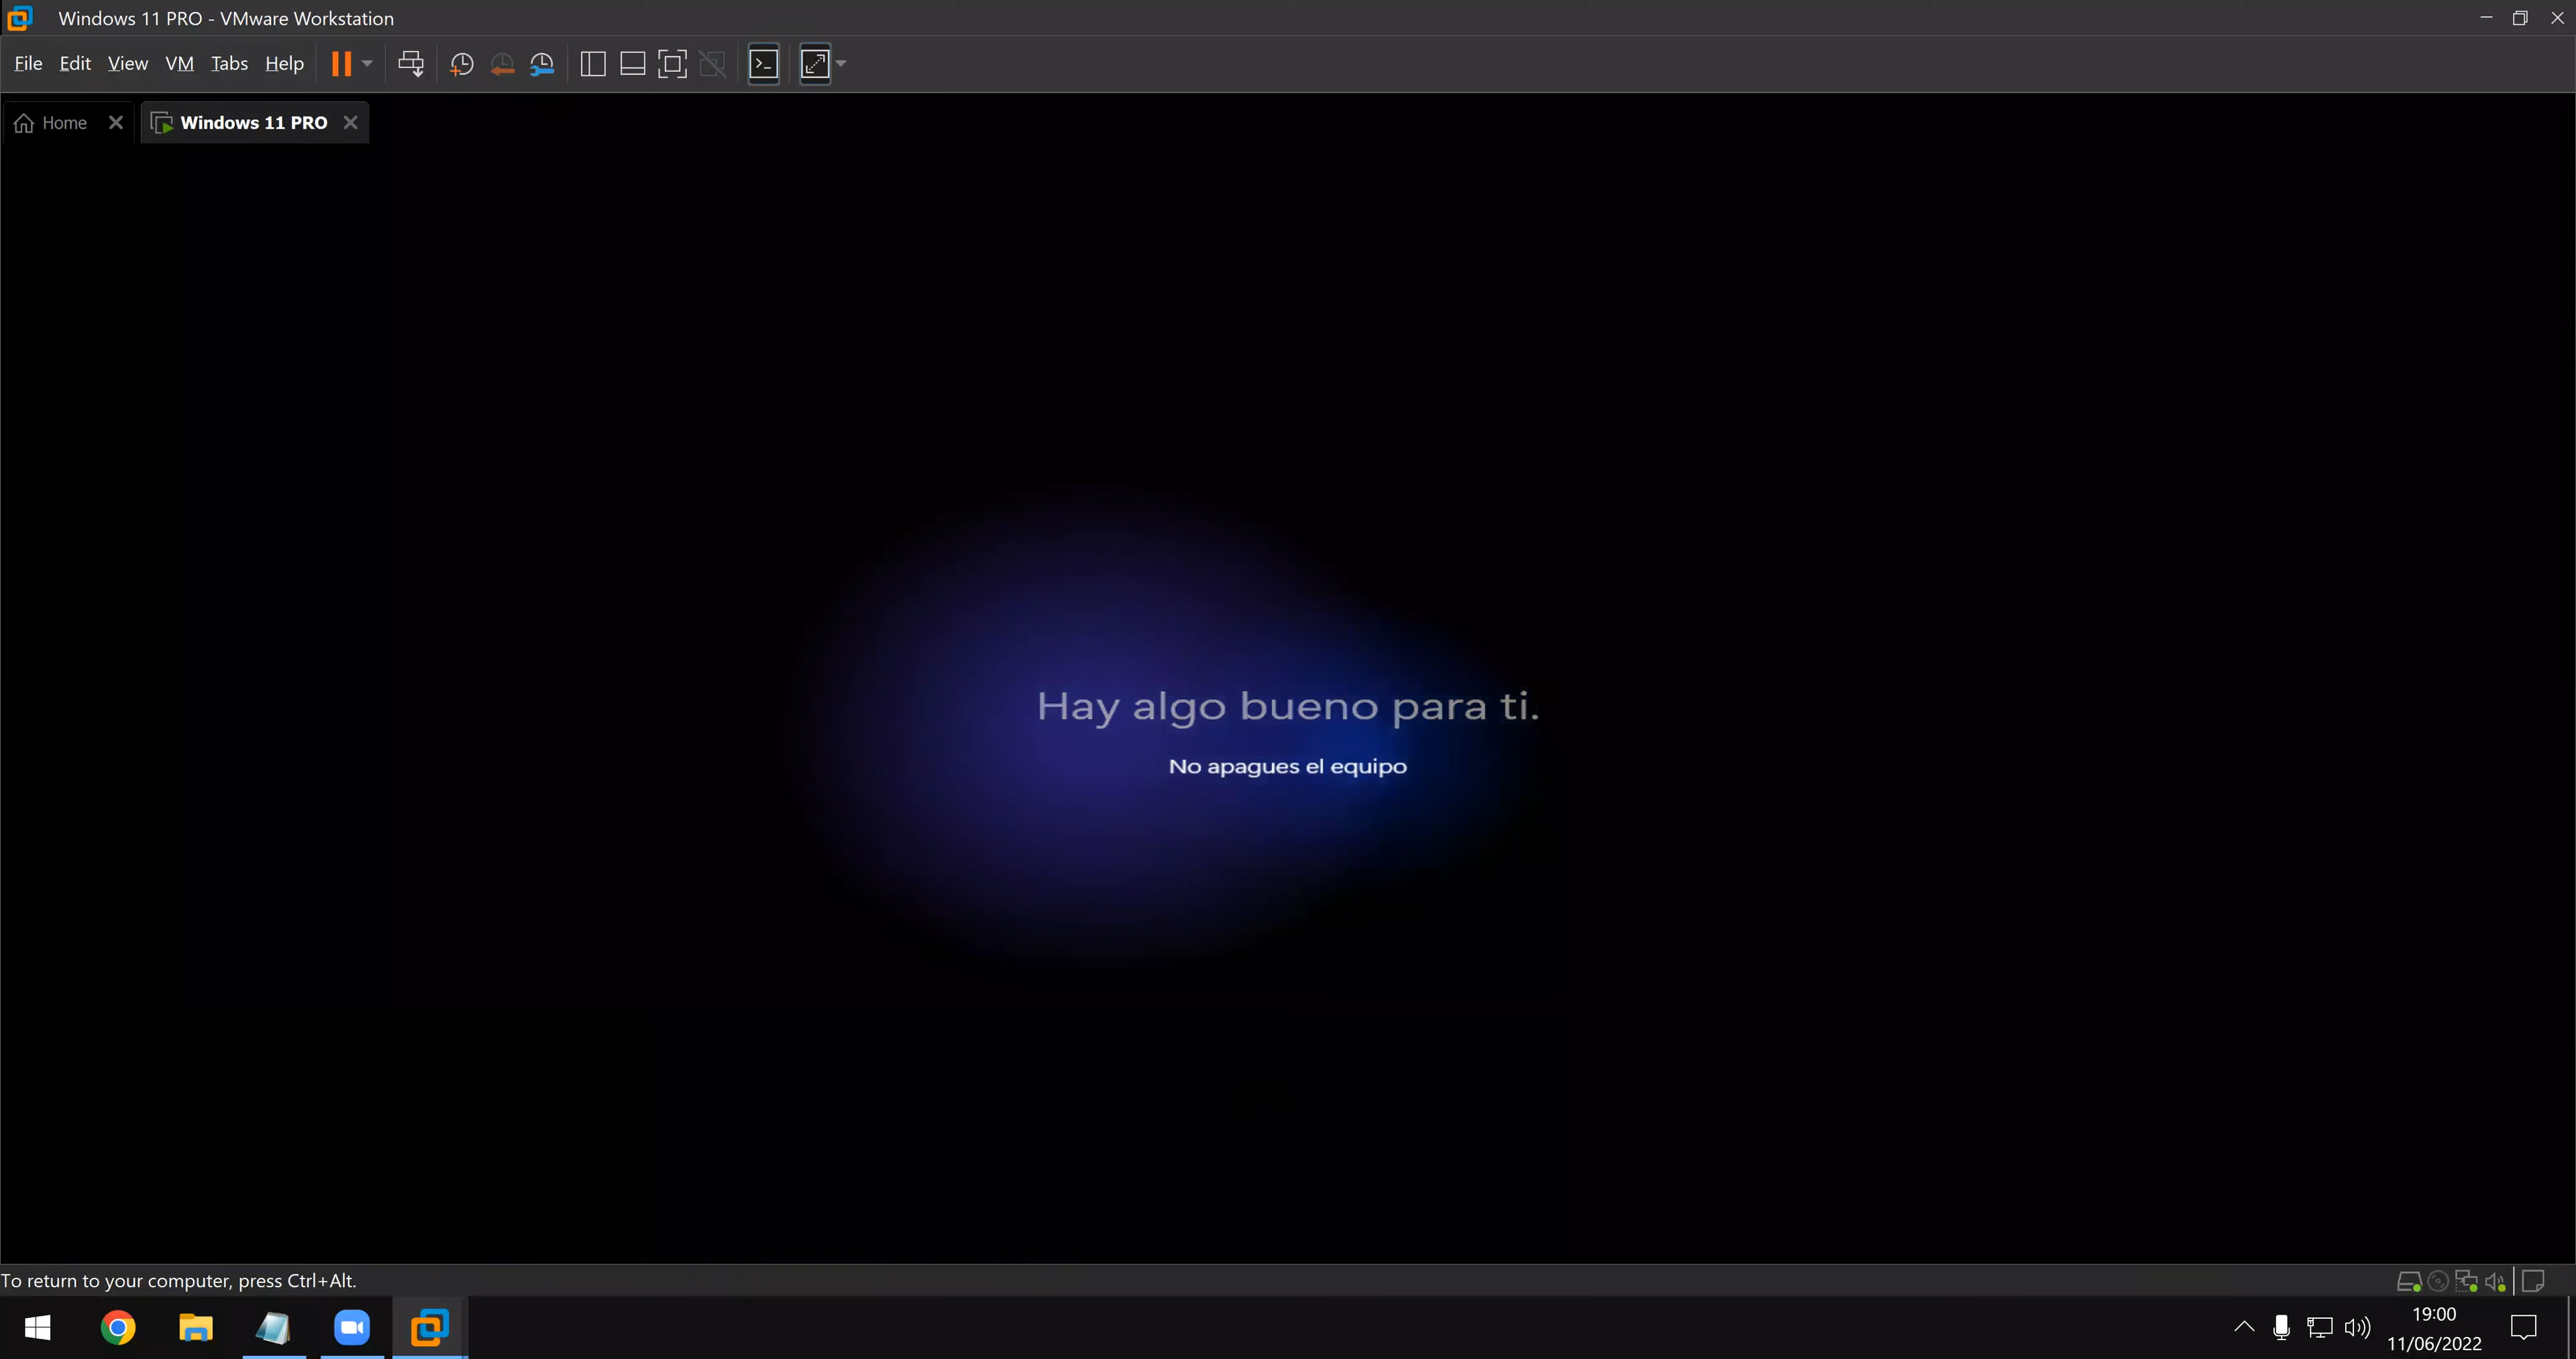 Windows 11 PRO - VMware Workstation
File Edit View VM Tabs Help
Home Windows 11 PRO
Hay algo bueno para ti.
No apagues el equipo
To return to your computer, press Ctrl+Alt.
19:00
11/06/2022